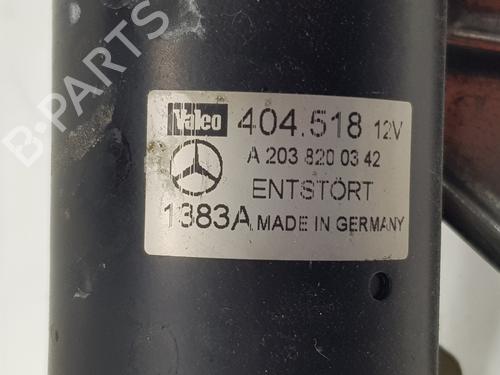 B-PARTS
Valeo 404.518 12V
A 203 820 03 42
ENTSTÖRT
1383A MADE IN GERMANY